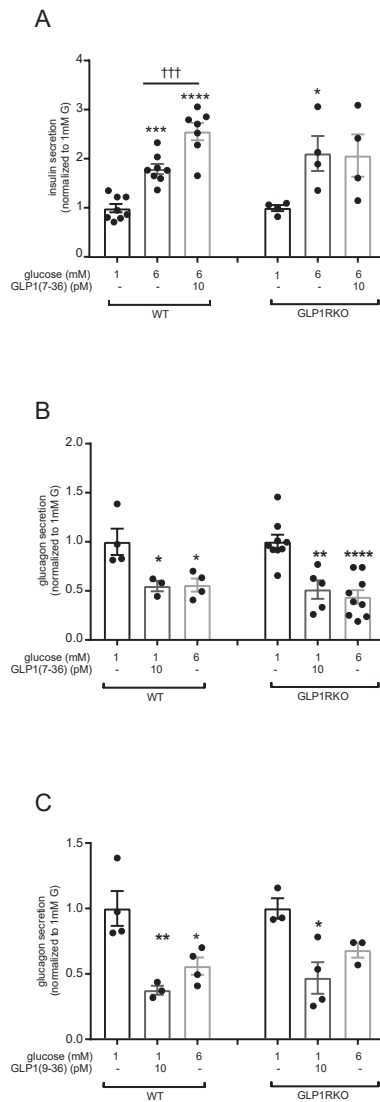 A
†††
****
***
*
4
3
2
1
0
insulin secretion
(normalized to 1mM G)
glucose (mM) 1 6 6 1 6 6
GLP1(7-36) (pM) - - 10 - - 10
WT GLP1RKO
B
1.5
1.0
0.5
0.0
glucagon secretion
(normalized to 1mM G)
* * ** ****
glucose (mM) 1 1 6 1 1 6
GLP1(7-36) (pM) - 10 - - 10 -
WT GLP1RKO
C
1.5
1.0
0.5
0.0
glucagon secretion
(normalized to 1mM G)
** * *
glucose (mM) 1 1 6 1 1 6
GLP1(9-36) (pM) - 10 - - 10 -
WT GLP1RKO